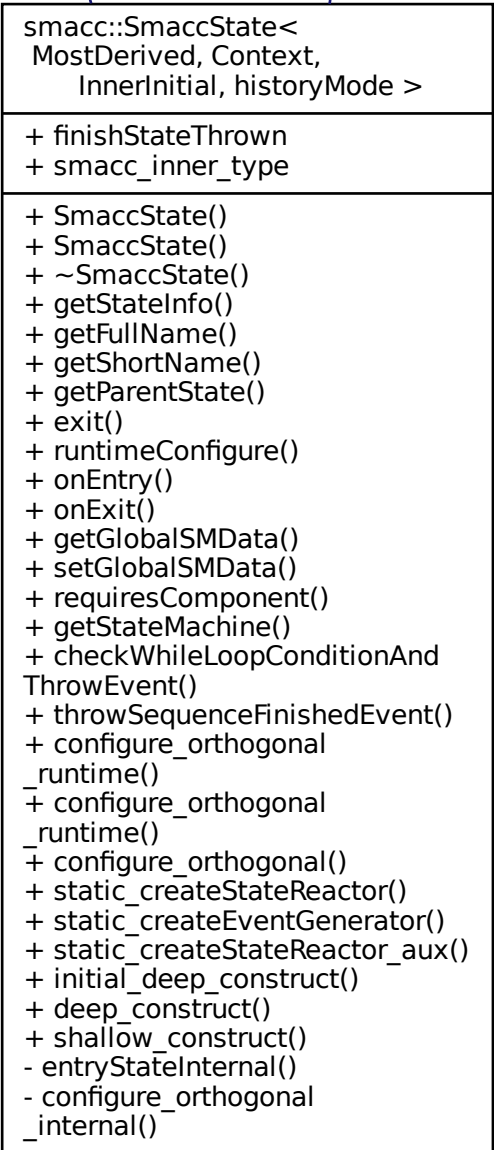 smacc::SmaccState<
MostDerived, Context,
InnerInitial, historyMode >
+ finishStateThrown
+ smacc_inner_type
+ SmaccState()
+ SmaccState()
+ ~SmaccState()
+ getStateInfo()
+ getFullName()
+ getShortName()
+ getParentState()
+ exit()
+ runtimeConfigure()
+ onEntry()
+ onExit()
+ getGlobalSMData()
+ setGlobalSMData()
+ requiresComponent()
+ getStateMachine()
+ checkWhileLoopConditionAnd
ThrowEvent()
+ throwSequenceFinishedEvent()
+ configure_orthogonal
_runtime()
+ configure_orthogonal
_runtime()
+ configure_orthogonal()
+ static_createStateReactor()
+ static_createEventGenerator()
+ static_createStateReactor_aux()
+ initial_deep_construct()
+ deep_construct()
+ shallow_construct()
- entryStateInternal()
- configure_orthogonal
_internal()